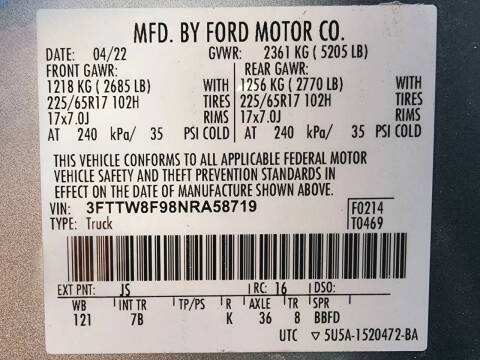 MFD. BY FORD MOTOR CO.
DATE: 04/22 GVWR: 2361 KG ( 5205 LB)
FRONT GAWR: REAR GAWR:
1218 KG ( 2685 LB) WITH 1256 KG ( 2770 LB) WITH
225/65R17 102H TIRES 225/65R17 102H TIRES
17x7.0J RIMS 17x7.0J RIMS
AT 240 kPa/ 35 PSI COLD AT 240 kPa/ 35 PSI COLD
THIS VEHICLE CONFORMS TO ALL APPLICABLE FEDERAL MOTOR
VEHICLE SAFETY AND THEFT PREVENTION STANDARDS IN
EFFECT ON THE DATE OF MANUFACTURE SHOWN ABOVE.
VIN: 3FTTW8F98NRA58719 F0214
TYPE: Truck T0469
EXT PNT: JS RC: 16 DSO:
WB INT TR TP/PS R AXLE TR SPR
121 7B K 36 8 BBFD
UTC ▽ 5U5A-1520472-BA